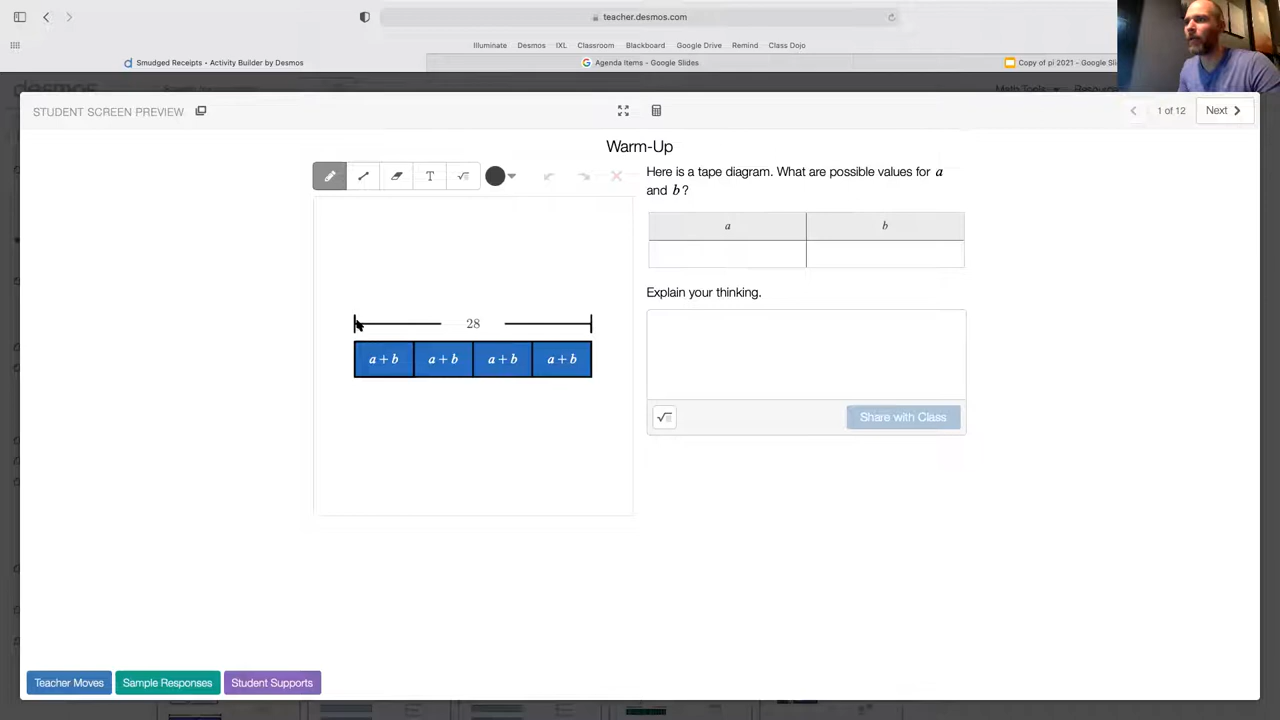 teacher.desmos.com
Illuminate Desmos IXL Classroom Blackboard Google Drive Remind Class Dojo
Smudged Receipts • Activity Builder by Desmos
Agenda Items - Google Slides
Copy of pi 2021 - Google Sli
desmos
Math Tools
STUDENT SCREEN PREVIEW
1 of 12
Next
Warm-Up
T
√
Here is a tape diagram. What are possible values for a
and b?
a b
Explain your thinking.
28
a + b a + b a + b a + b
√
Share with Class
Teacher Moves
Sample Responses
Student Supports